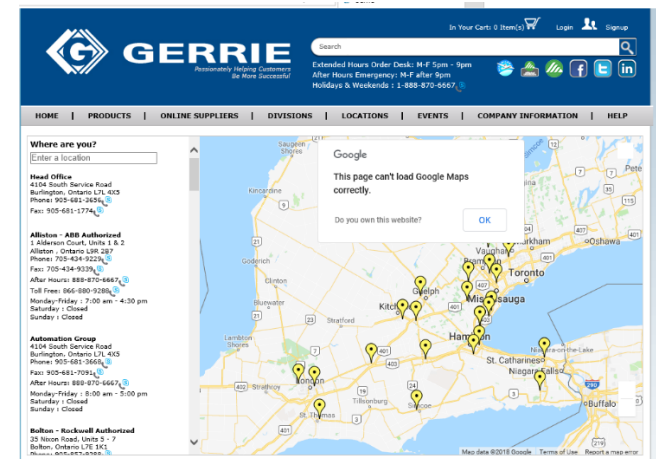 In Your Cart: 0 Item(s)
Login
Signup
GERRIE
Passionately Helping Customers
Be More Successful
Search
Extended Hours Order Desk: M-F 5pm - 9pm
After Hours Emergency: M-F after 9pm
Holidays & Weekends : 1-888-870-6667
HOME | PRODUCTS | ONLINE SUPPLIERS | DIVISIONS | LOCATIONS | EVENTS | COMPANY INFORMATION | HELP
Where are you?
Enter a location
Head Office
4104 South Service Road
Burlington, Ontario L7L 4X5
Phone: 905-681-3656
Fax: 905-681-1774
Alliston - ABB Authorized
1 Alderson Court, Units 1 & 2
Alliston , Ontario L9R 2B7
Phone: 705-434-9229
Fax: 705-434-9339
After Hours: 888-870-6667
Toll Free: 866-880-9288
Monday-Friday : 7:00 am - 4:30 pm
Saturday : Closed
Sunday : Closed
Automation Group
4104 South Service Road
Burlington, Ontario L7L 4X5
Phone: 905-681-3668
Fax: 905-681-7091
After Hours: 888-870-6667
Monday-Friday : 8:00 am - 5:00 pm
Saturday : Closed
Sunday : Closed
Bolton - Rockwell Authorized
35 Nixon Road, Units 5 - 7
Bolton, Ontario L7E 1K1
Google
This page can't load Google Maps
correctly.
Do you own this website?
OK
Saugeen
Shores
Kincardine
Goderich
Clinton
Bluewater
Stratford
Lambton
Shores
Strathroy
London
St. Thomas
Tillsonburg
Simcoe
Guelph
Vaughan
Markham
Oshawa
Toronto
Mississauga
Hamilton
St. Catharines
Niagara-on-the-Lake
Niagara Falls
Buffalo
Map data ©2018 Google
Terms of Use
Report a map error